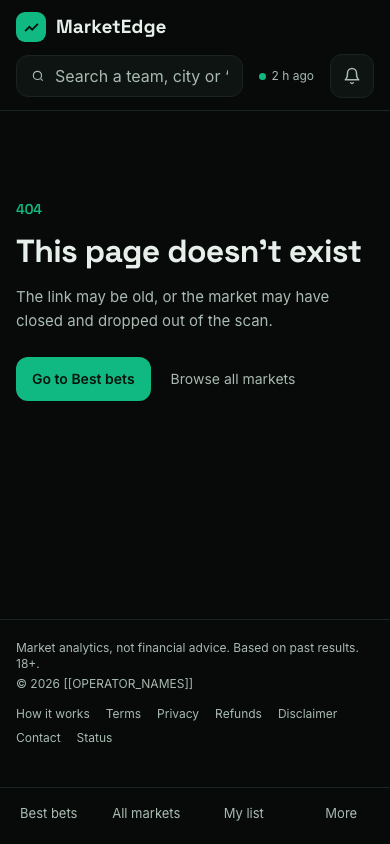 MarketEdge
Search a team, city or ‘
2 h ago
404
This page doesn’t exist
The link may be old, or the market may have
closed and dropped out of the scan.
Go to Best bets
Browse all markets
Market analytics, not financial advice. Based on past results.
18+.
© 2026 [[OPERATOR_NAMES]]
How it works Terms Privacy Refunds Disclaimer
Contact Status
Best bets All markets My list More